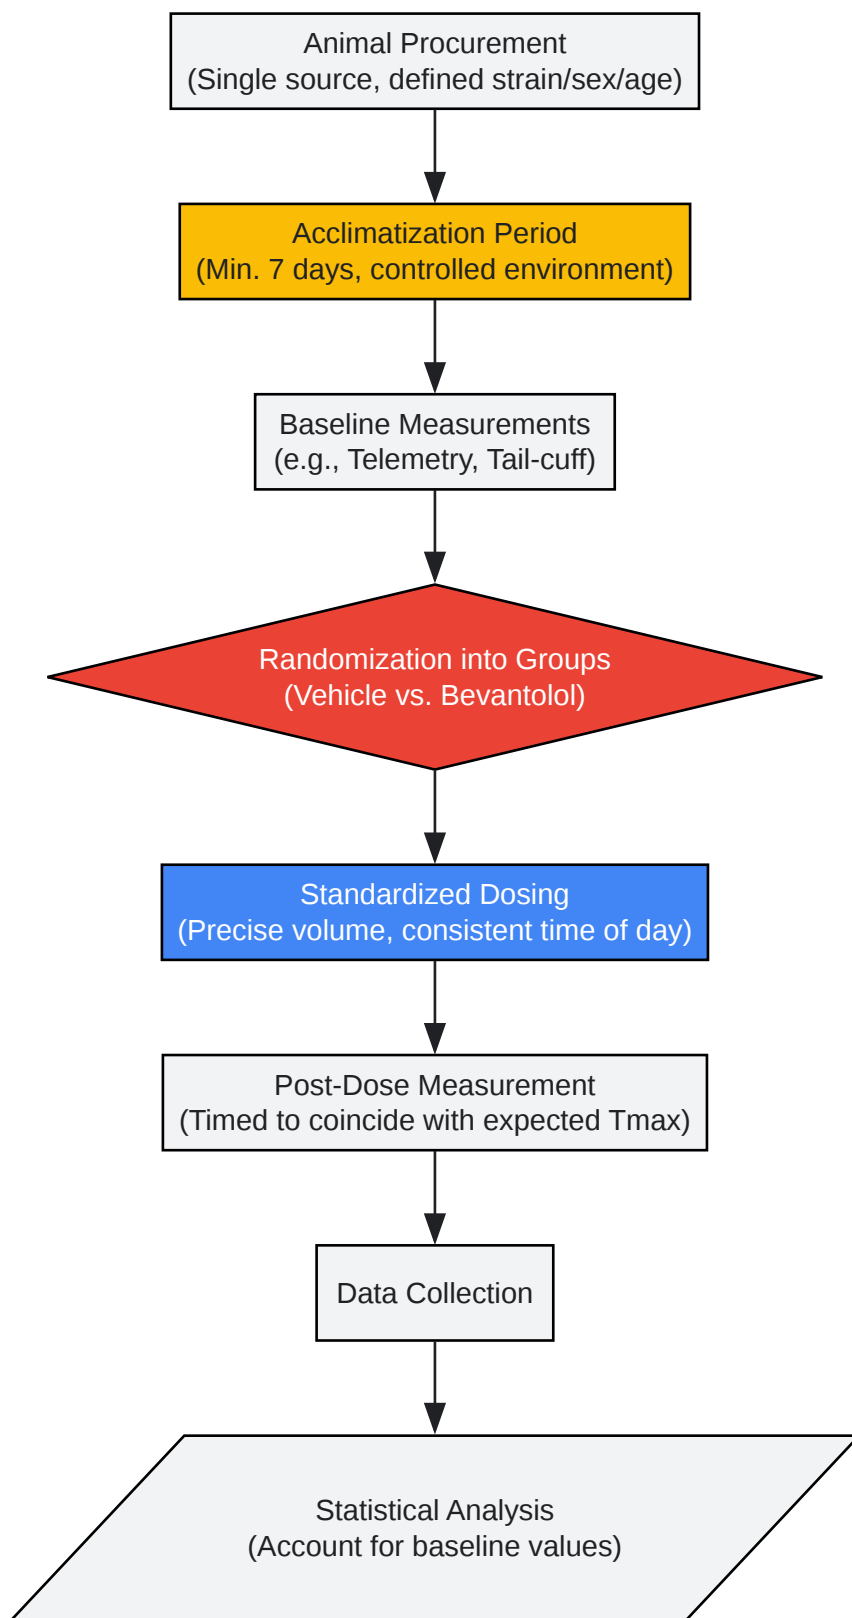 Animal Procurement
(Single source, defined strain/sex/age)
Acclimatization Period
(Min. 7 days, controlled environment)
Baseline Measurements
(e.g., Telemetry, Tail-cuff)
Randomization into Groups
(Vehicle vs. Bevantolol)
Standardized Dosing
(Precise volume, consistent time of day)
Post-Dose Measurement
(Timed to coincide with expected Tmax)
Data Collection
Statistical Analysis
(Account for baseline values)